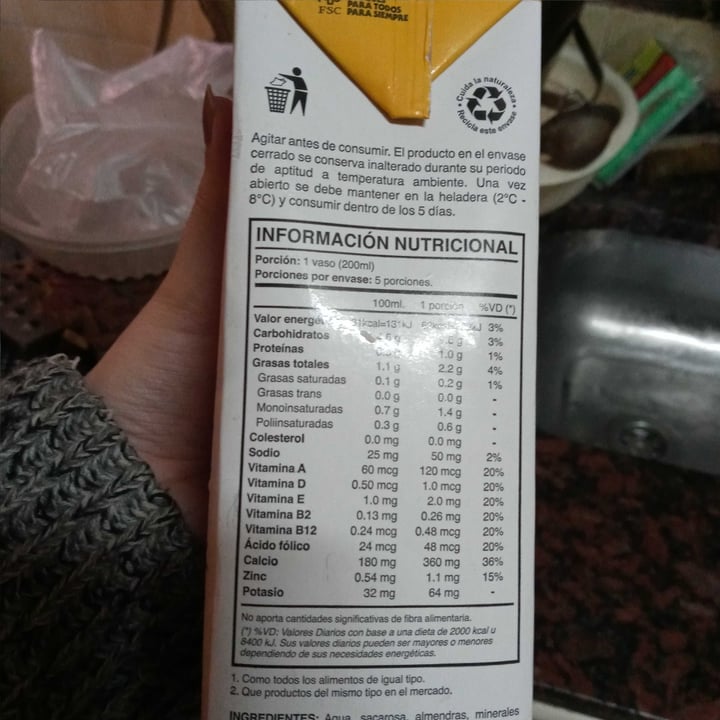 FSC
PARA TODOS
PARA SIEMPRE
Cuida la naturaleza
Recicla este envase
Agitar antes de consumir. El producto en el envase
cerrado se conserva inalterado durante su periodo
de aptitud a temperatura ambiente. Una vez
abierto se debe mantener en la heladera (2°C -
8°C) y consumir dentro de los 5 días.
INFORMACIÓN NUTRICIONAL
Porción: 1 vaso (200ml)
Porciones por envase: 5 porciones.
100ml. 1 porción %VD (*)
Valor 3%
Carbohidratos 3%
Proteínas 1.0 g 1%
Grasas totales 1.1 g 2.2 g 4%
Grasas saturadas 0.1 g 0.2 g 1%
Grasas trans 0.0 g 0.0 g -
Monoinsaturadas 0.7 g 1.4 g -
Poliinsaturadas 0.3 g 0.6 g -
Colesterol 0.0 mg 0.0 mg -
Sodio 25 mg 50 mg 2%
Vitamina A 60 mcg 120 mcg 20%
Vitamina D 0.50 mcg 1.0 mcg 20%
Vitamina E 1.0 mg 2.0 mg 20%
Vitamina B2 0.13 mg 0.26 mg 20%
Vitamina B12 0.24 mcg 0.48 mcg 20%
Ácido fólico 24 mcg 48 mcg 20%
Calcio 180 mg 360 mg 36%
Zinc 0.54 mg 1.1 mg 15%
Potasio 32 mg 64 mg -
No aporta cantidades significativas de fibra alimentaria.
(*) %VD: Valores Diarios con base a una dieta de 2000 kcal u
8400 kJ. Sus valores diarios pueden ser mayores o menores
dependiendo de sus necesidades energéticas.
1. Como todos los alimentos de igual tipo.
2. Que productos del mismo tipo en el mercado.
INGREDIENTES: Agua, sacarosa, almendras, minerales